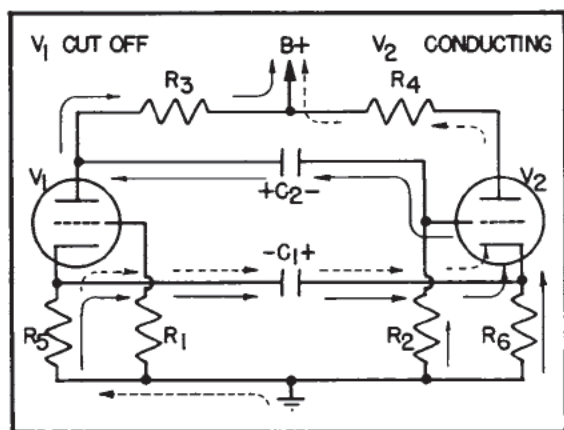 V1 CUT OFF
B+
V2 CONDUCTING
R3
R4
V1
+C2-
V2
-C1+
R5
R1
R2
R6